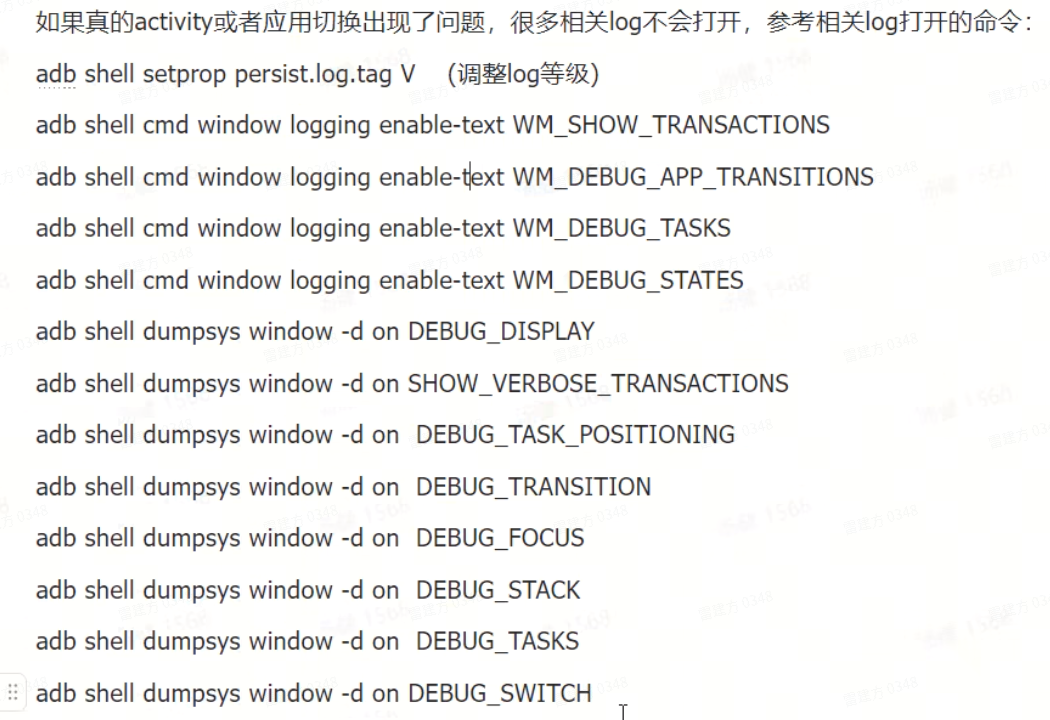 如果真的activity或者应用切换出现了问题，很多相关log不会打开，参考相关log打开的命令：
adb shell setprop persist.log.tag V （调整log等级）
adb shell cmd window logging enable-text WM_SHOW_TRANSACTIONS
adb shell cmd window logging enable-text WM_DEBUG_APP_TRANSITIONS
adb shell cmd window logging enable-text WM_DEBUG_TASKS
adb shell cmd window logging enable-text WM_DEBUG_STATES
adb shell dumpsys window -d on DEBUG_DISPLAY
adb shell dumpsys window -d on SHOW_VERBOSE_TRANSACTIONS
adb shell dumpsys window -d on  DEBUG_TASK_POSITIONING
adb shell dumpsys window -d on  DEBUG_TRANSITION
adb shell dumpsys window -d on  DEBUG_FOCUS
adb shell dumpsys window -d on  DEBUG_STACK
adb shell dumpsys window -d on  DEBUG_TASKS
adb shell dumpsys window -d on DEBUG_SWITCH